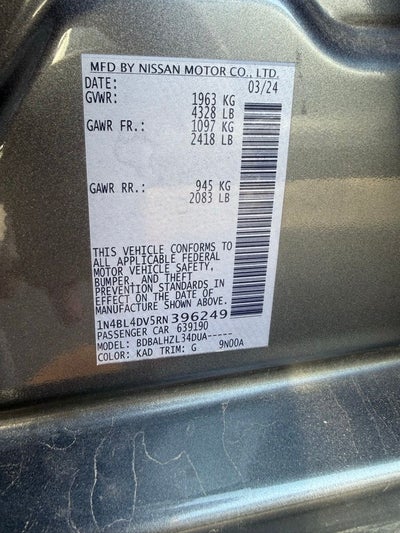 MFD BY NISSAN MOTOR CO., LTD.
DATE: 03/24
GVWR: 1963 KG
4328 LB
GAWR FR.: 1097 KG
2418 LB
GAWR RR.: 945 KG
2083 LB
THIS VEHICLE CONFORMS TO
ALL APPLICABLE FEDERAL
MOTOR VEHICLE SAFETY,
BUMPER, AND THEFT
PREVENTION STANDARDS IN
EFFECT ON THE DATE OF
MANUFACTURE SHOWN ABOVE.
1N4BL4DV5RN396249
PASSENGER CAR 639190
MODEL: BDBALHZL34DUA-----
COLOR: KAD TRIM: G 9N00A